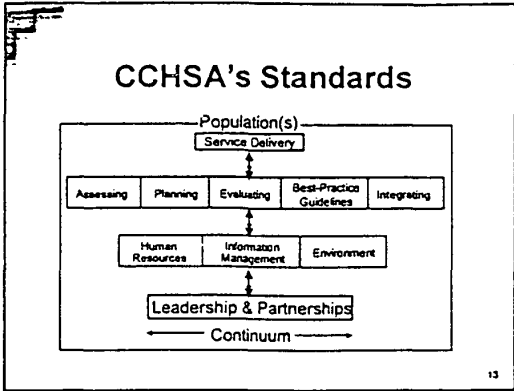 CCHSA's Standards
Population(s)
Service Delivery
Assessing
Planning
Evaluating
Best-Practice
Guidelines
Integrating
Human
Resources
Information
Management
Environment
Leadership & Partnerships
Continuum
13